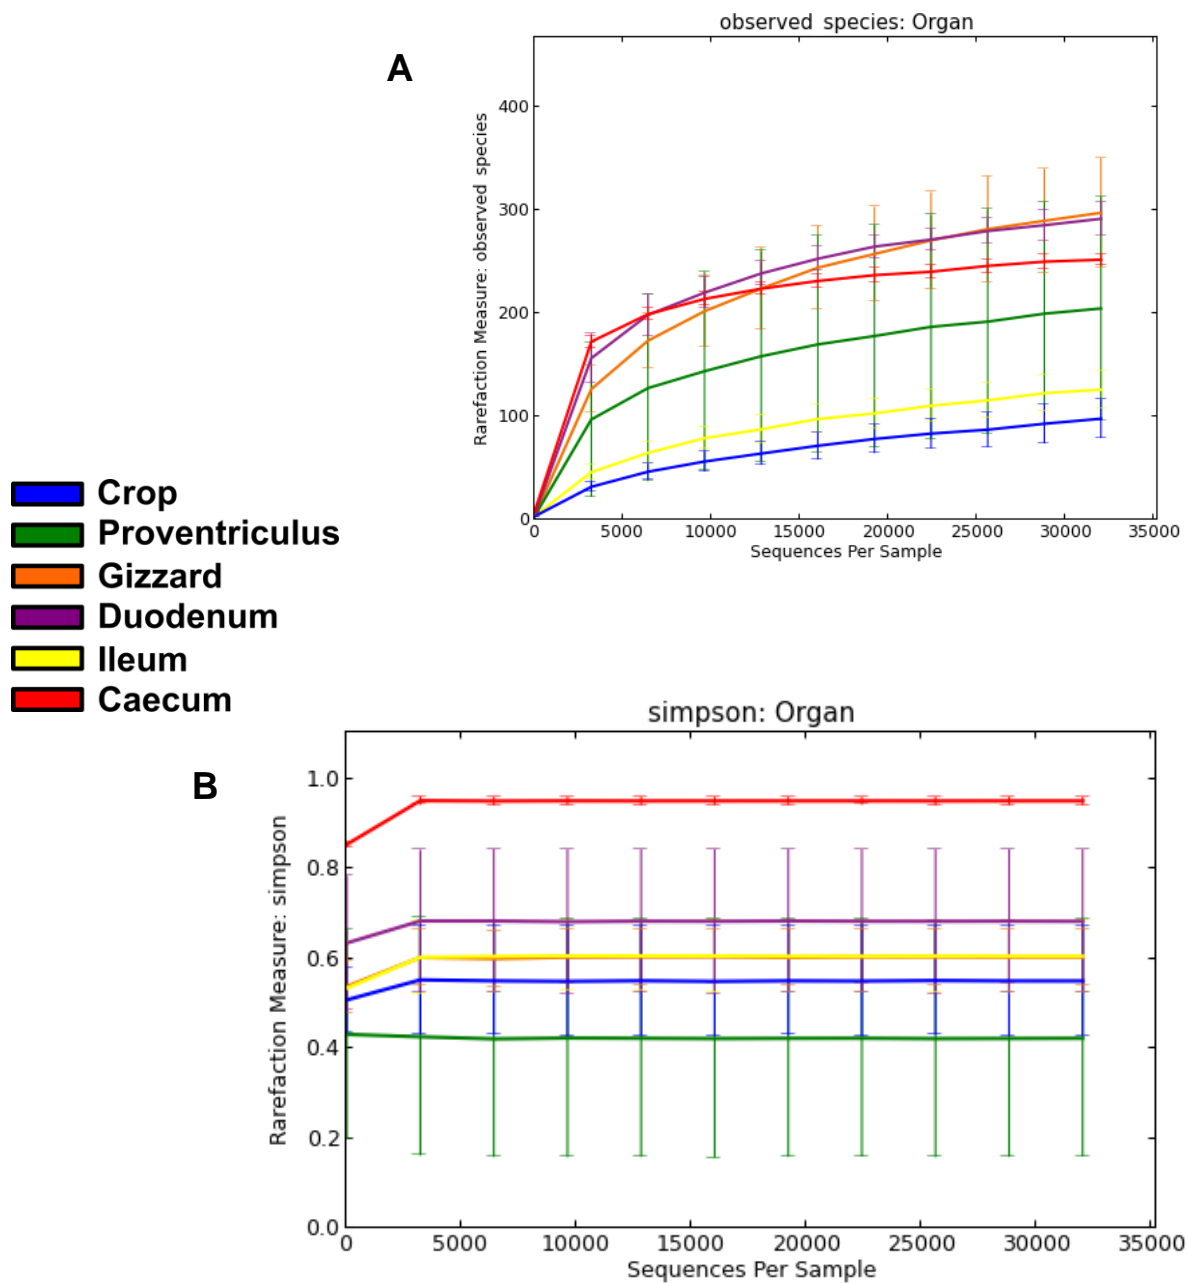 observed species: Organ
A
Rarefaction Measure: observed species
400
300
200
100
0
0 5000 10000 15000 20000 25000 30000 35000
Sequences Per Sample
Crop
Proventriculus
Gizzard
Duodenum
Ileum
Caecum
simpson: Organ
B
Rarefaction Measure: simpson
1.0
0.8
0.6
0.4
0.2
0.0
0 5000 10000 15000 20000 25000 30000 35000
Sequences Per Sample